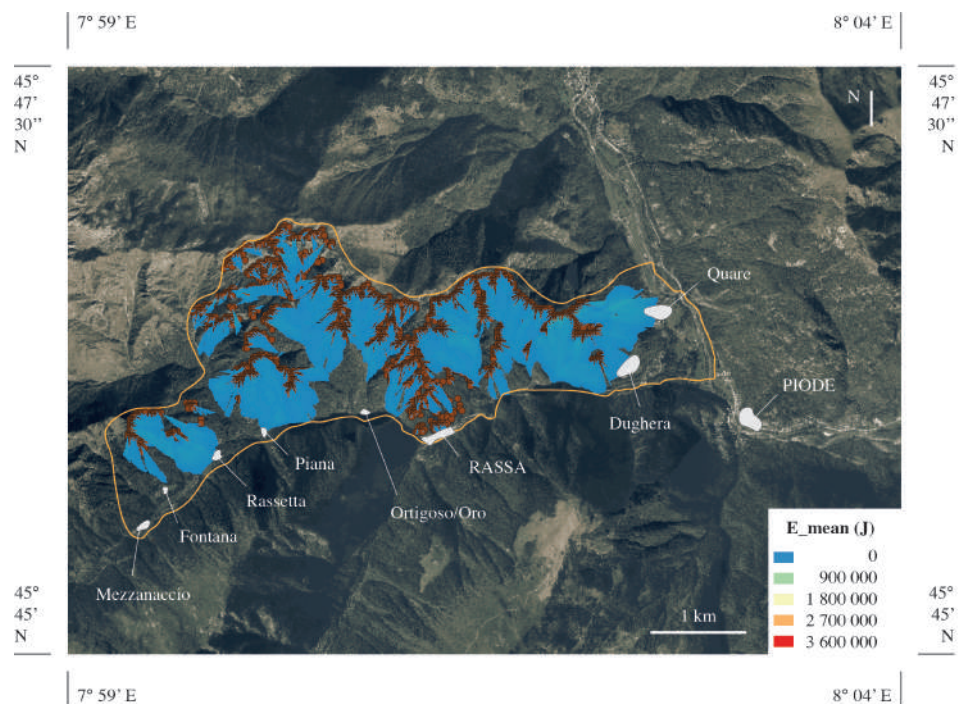 7° 59' E
8° 04' E
45°
47'
30''
N
45°
47'
30''
N
N
Quare
PIODE
Dughera
RASSA
Piana
Ortigoso/Oro
Rassetta
Fontana
Mezzanaccio
E_mean (J)
0
900 000
1 800 000
2 700 000
3 600 000
1 km
45°
45'
N
45°
45'
N
7° 59' E
8° 04' E